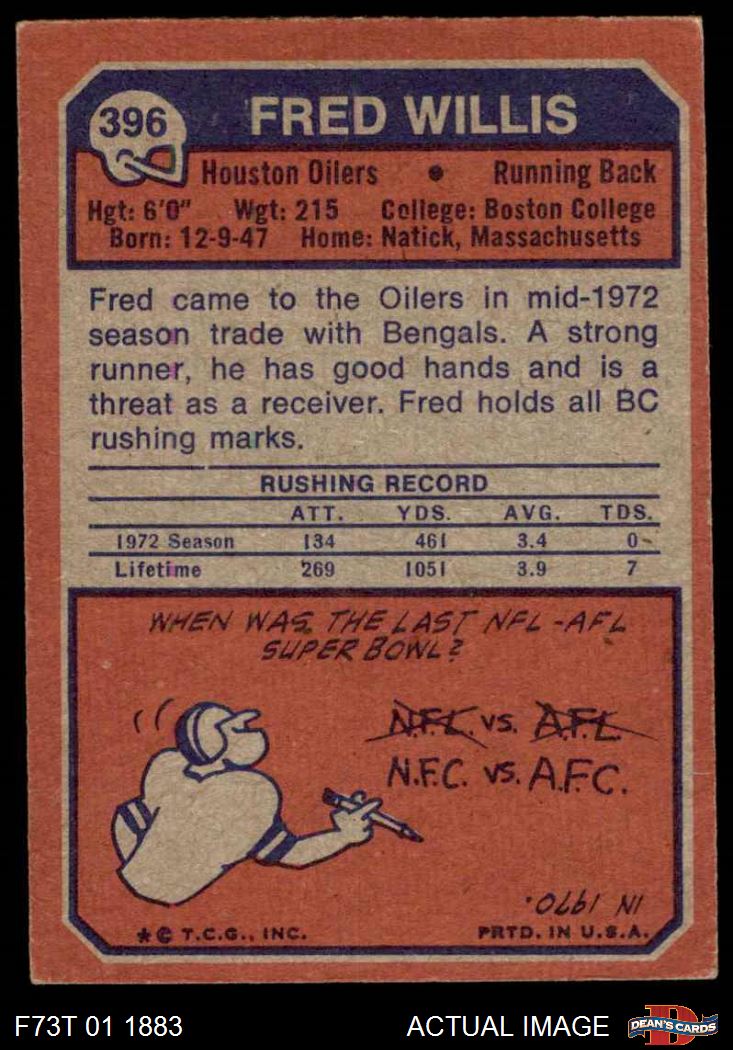 396
FRED WILLIS
Houston Oilers • Running Back
Hgt: 6'0" Wgt: 215 College: Boston College
Born: 12-9-47 Home: Natick, Massachusetts
Fred came to the Oilers in mid-1972
season trade with Bengals. A strong
runner, he has good hands and is a
threat as a receiver. Fred holds all BC
rushing marks.
RUSHING RECORD
ATT. YDS. AVG. TDS.
1972 Season 134 461 3.4 0
Lifetime 269 1051 3.9 7
WHEN WAS THE LAST NFL-AFL
SUPER BOWL?
N.F.L. VS. A.F.L.
N.F.C. VS. A.F.C.
IN 1970.
* © T.C.G., INC. PRTD. IN U.S.A.
F73T 01 1883 ACTUAL IMAGE D DEAN'S CARDS